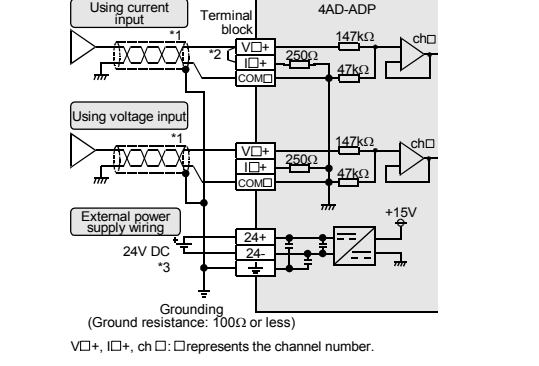 Using current
input
Terminal
block
4AD-ADP
*1
*2
V□+
I□+
COM□
250Ω
147kΩ
47kΩ
ch□
Using voltage input
*1
V□+
I□+
COM□
250Ω
147kΩ
47kΩ
ch□
External power
supply wiring
24V DC
*3
24+
24-
+15V
Grounding
(Ground resistance: 100Ω or less)
V□+, I□+, ch □: □represents the channel number.